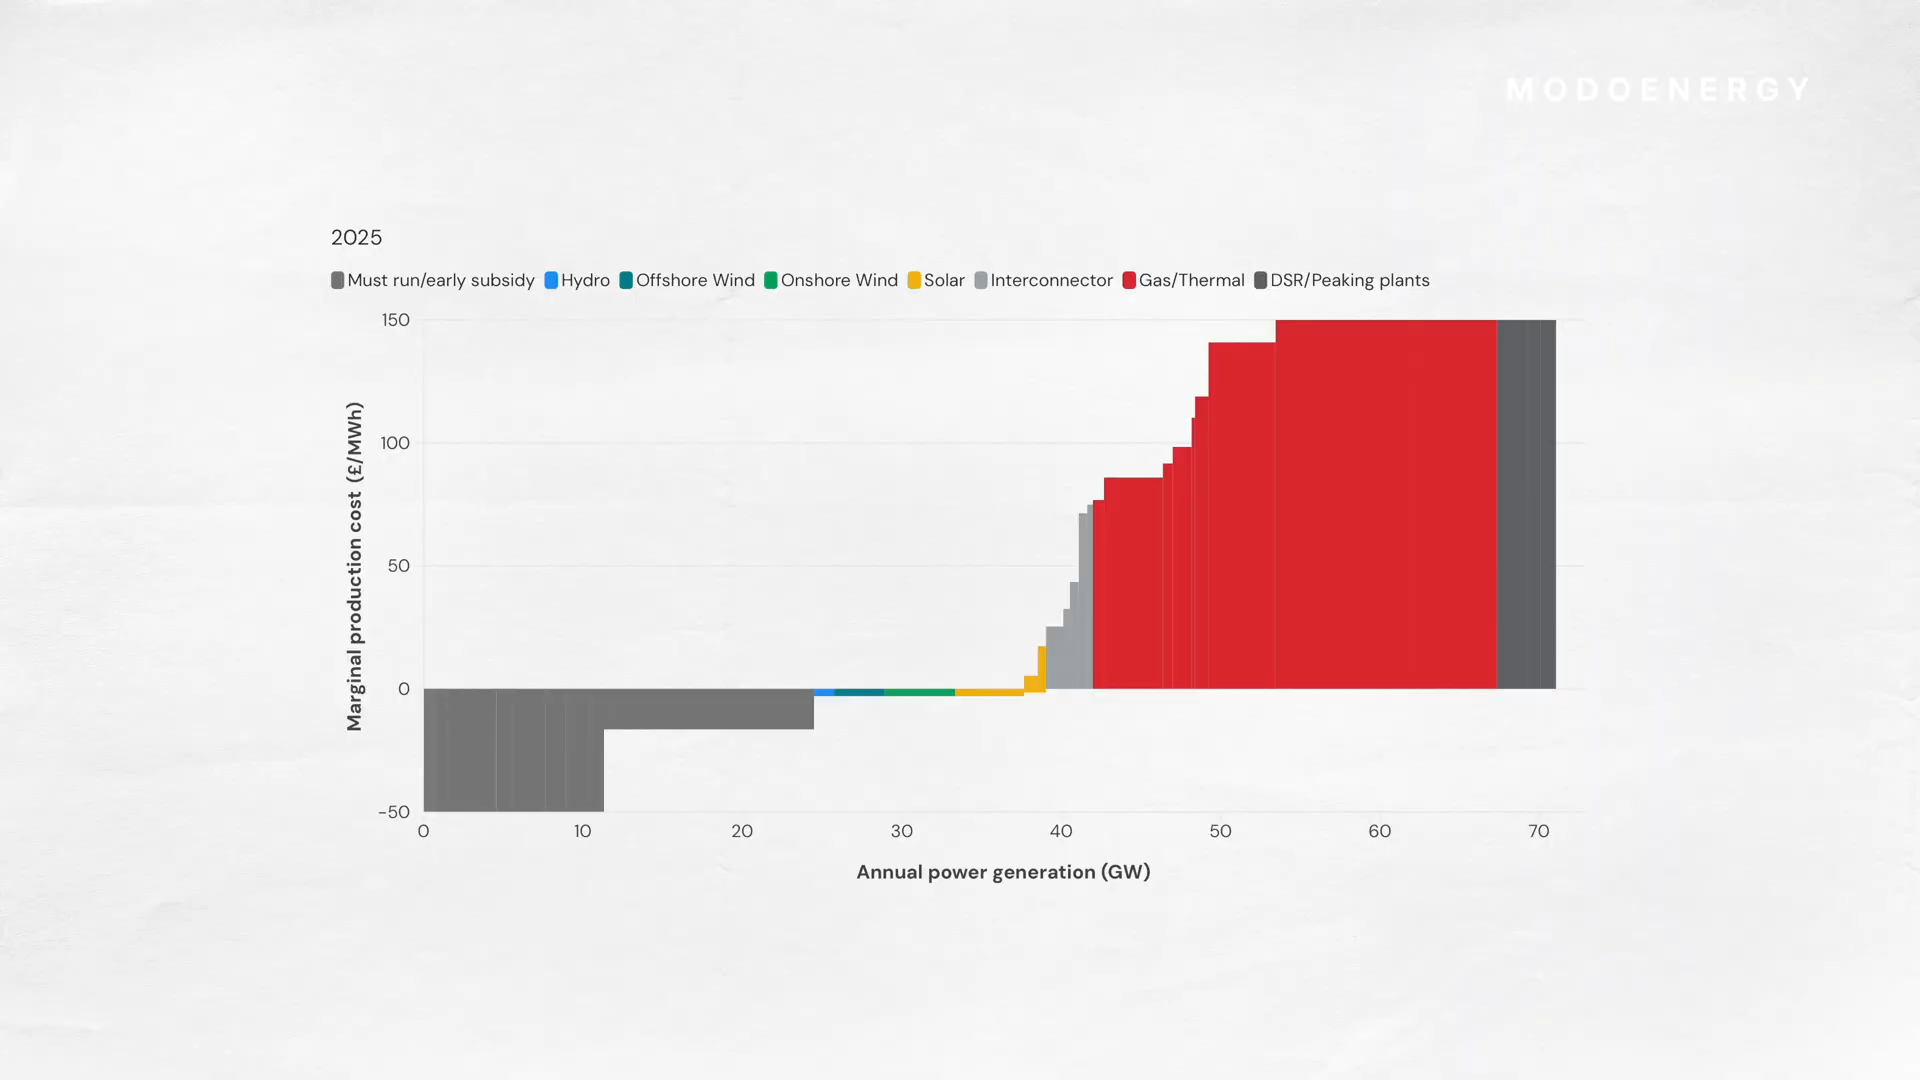 MODOENERGY
2025
Must run/early subsidy Hydro Offshore Wind Onshore Wind Solar Interconnector Gas/Thermal DSR/Peaking plants
Marginal production cost (£/MWh)
150
100
50
0
-50
0 10 20 30 40 50 60 70
Annual power generation (GW)